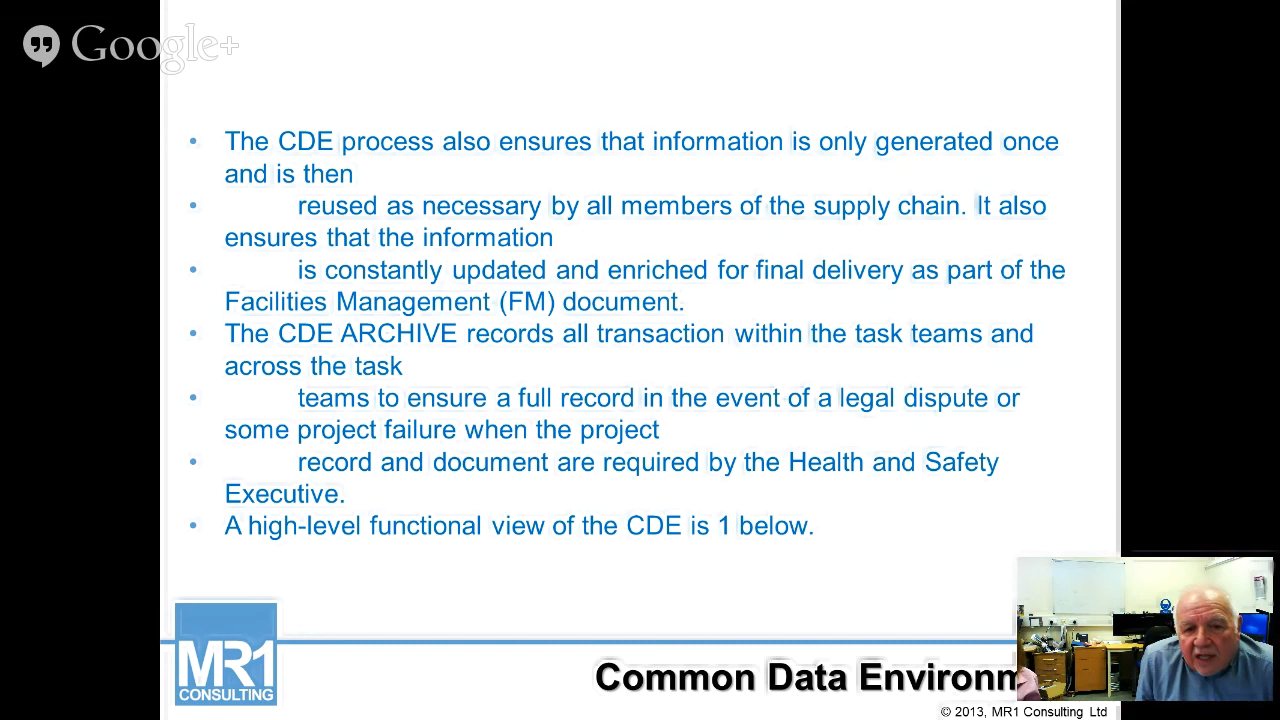 Google+
• The CDE process also ensures that information is only generated once
and is then
• reused as necessary by all members of the supply chain. It also
ensures that the information
• is constantly updated and enriched for final delivery as part of the
Facilities Management (FM) document.
• The CDE ARCHIVE records all transaction within the task teams and
across the task
• teams to ensure a full record in the event of a legal dispute or
some project failure when the project
• record and document are required by the Health and Safety
Executive.
• A high-level functional view of the CDE is 1 below.
MR1
CONSULTING
Common Data Environm
© 2013, MR1 Consulting Ltd